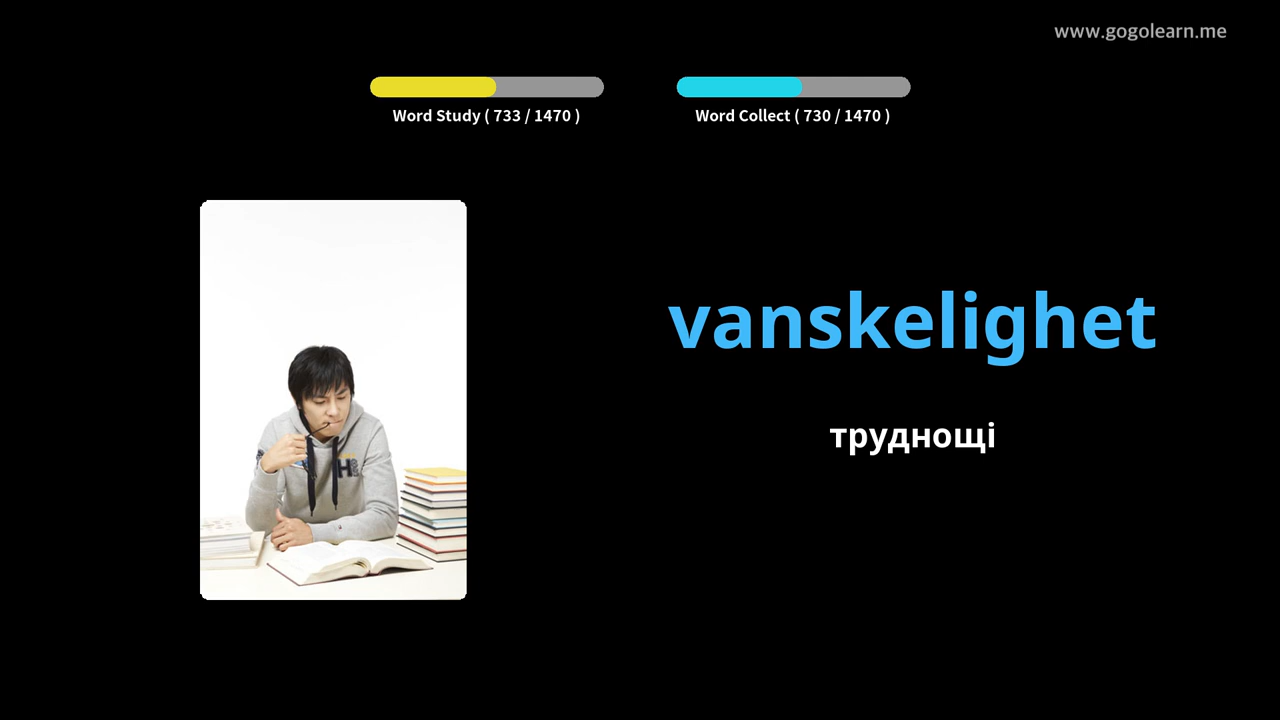 www.gogolearn.me
Word Study ( 733 / 1470 )
Word Collect ( 730 / 1470 )
vanskelighet
труднощі
H